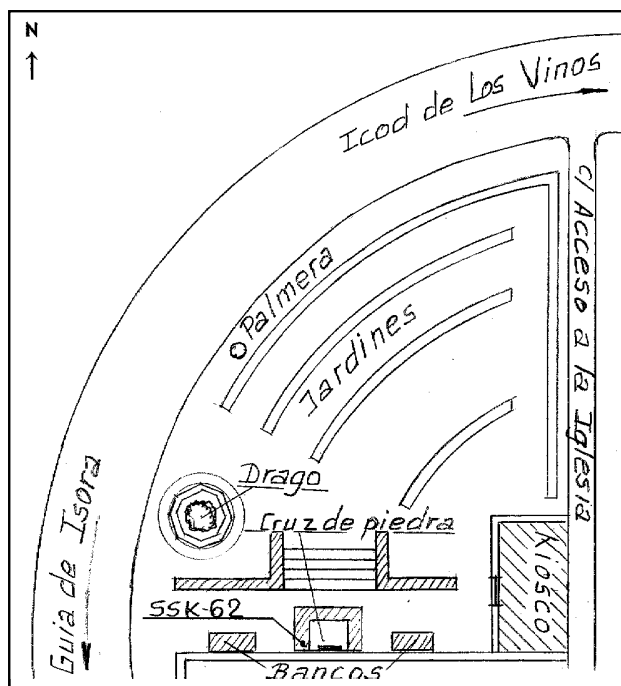 N
Icod de Los Vinos
c/ Acceso a la Iglesia
Palmera
Jardines
Guia de Isora
Drago
Cruz de piedra
Kiosco
SSK-62
Bancos